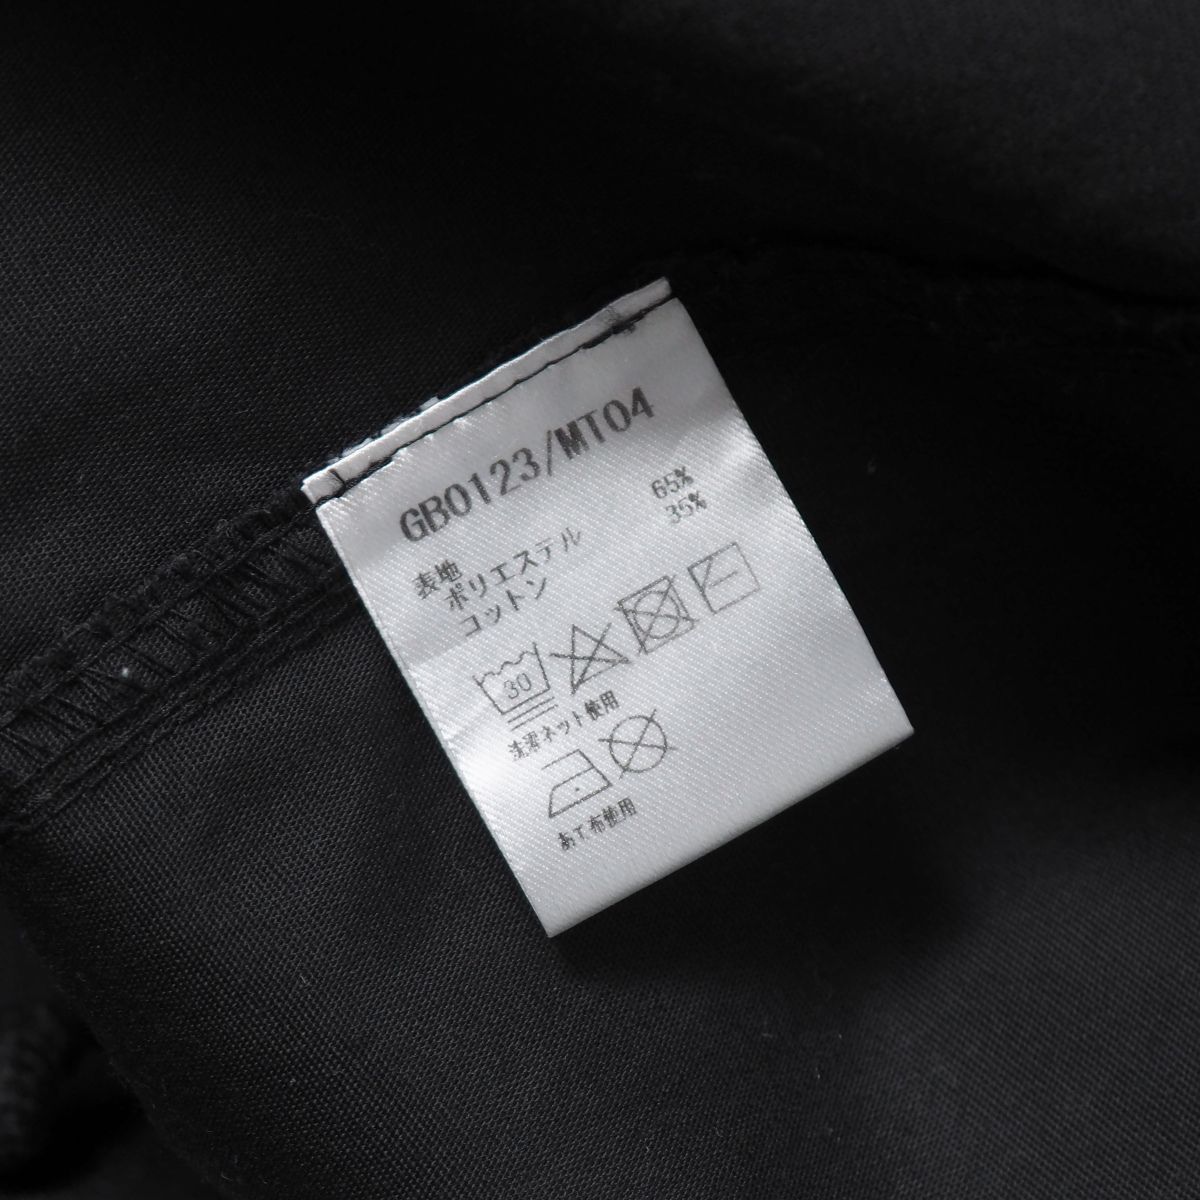 GB0123/MT04
表地
ポリエステル 65%
コットン 35%
30
洗濯ネット使用
あて布使用